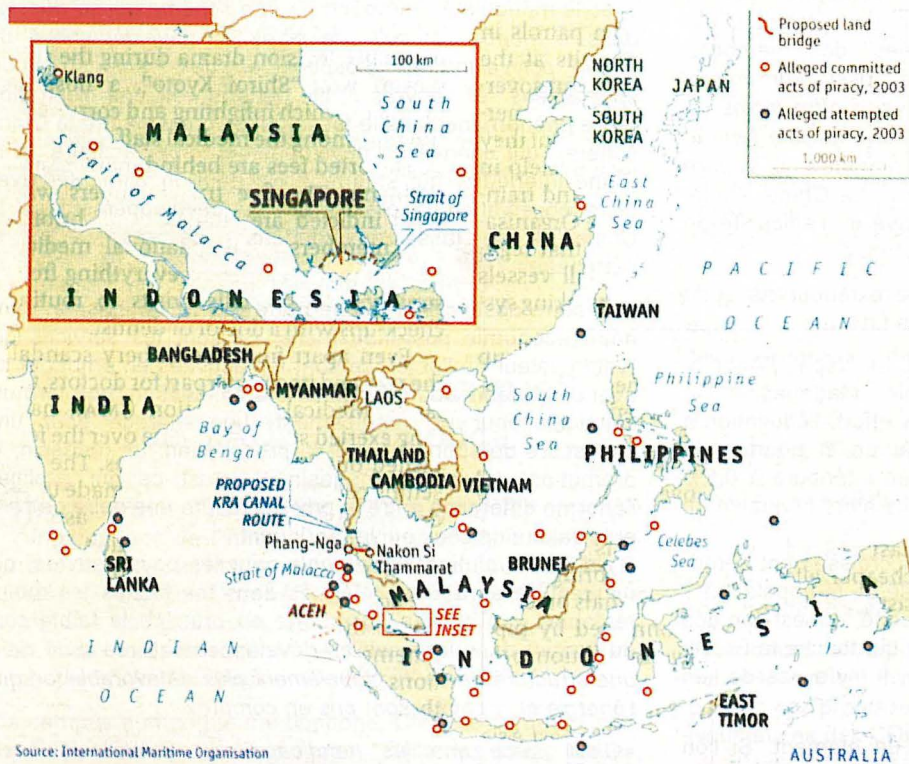 100 km
Klang
MALAYSIA
South
China
Sea
Strait of Malacca
SINGAPORE
Strait of
Singapore
INDONESIA
Proposed land
bridge
Alleged committed
acts of piracy, 2003
Alleged attempted
acts of piracy, 2003
1,000 km
NORTH
KOREA
JAPAN
SOUTH
KOREA
East
China
Sea
CHINA
PACIFIC
OCEAN
TAIWAN
BANGLADESH
INDIA
MYANMAR
LAOS
Bay of
Bengal
South
China
Sea
Philippine
Sea
THAILAND
PHILIPPINES
CAMBODIA
VIETNAM
PROPOSED
KRA CANAL
ROUTE
Phang-Nga
Nakon Si
Thammarat
BRUNEI
Celebes
Sea
SRI
LANKA
Strait of Malacca
MALAYSIA
ACEH
SEE
INSET
INDIAN
OCEAN
INDONESIA
EAST
TIMOR
Source: International Maritime Organisation
AUSTRALIA